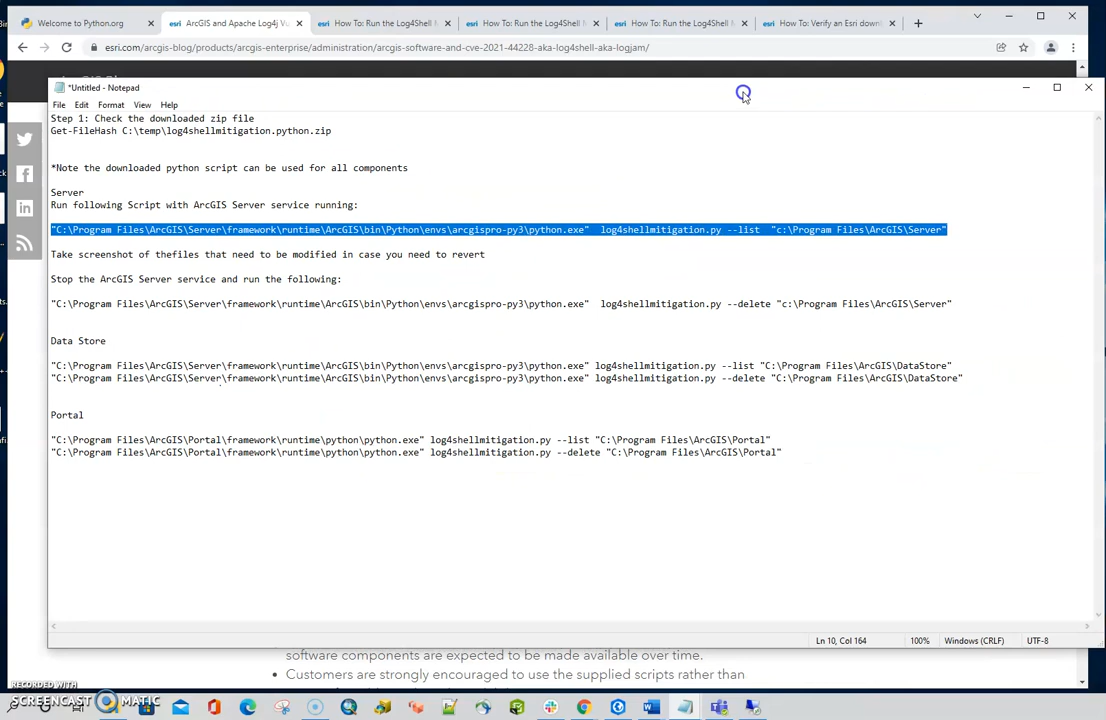 Welcome to Python.org
esri ArcGIS and Apache Log4j Vu
esri How To: Run the Log4Shell M
esri How To: Run the Log4Shell M
esri How To: Run the Log4Shell M
esri How To: Verify an Esri down
esri.com/arcgis-blog/products/arcgis-enterprise/administration/arcgis-software-and-cve-2021-44228-aka-log4shell-aka-logjam/
*Untitled - Notepad
File Edit Format View Help
Step 1: Check the downloaded zip file
Get-FileHash C:\temp\log4shellmitigation.python.zip
*Note the downloaded python script can be used for all components
Server
Run following Script with ArcGIS Server service running:
"C:\Program Files\ArcGIS\Server\framework\runtime\ArcGIS\bin\Python\envs\arcgispro-py3\python.exe"  log4shellmitigation.py --list  "c:\Program Files\ArcGIS\Server"
Take screenshot of thefiles that need to be modified in case you need to revert
Stop the ArcGIS Server service and run the following:
"C:\Program Files\ArcGIS\Server\framework\runtime\ArcGIS\bin\Python\envs\arcgispro-py3\python.exe"  log4shellmitigation.py --delete "c:\Program Files\ArcGIS\Server"
Data Store
"C:\Program Files\ArcGIS\Server\framework\runtime\ArcGIS\bin\Python\envs\arcgispro-py3\python.exe" log4shellmitigation.py --list "C:\Program Files\ArcGIS\DataStore"
"C:\Program Files\ArcGIS\Server\framework\runtime\ArcGIS\bin\Python\envs\arcgispro-py3\python.exe" log4shellmitigation.py --delete "C:\Program Files\ArcGIS\DataStore"
Portal
"C:\Program Files\ArcGIS\Portal\framework\runtime\python\python.exe" log4shellmitigation.py --list "C:\Program Files\ArcGIS\Portal"
"C:\Program Files\ArcGIS\Portal\framework\runtime\python\python.exe" log4shellmitigation.py --delete "C:\Program Files\ArcGIS\Portal"
Ln 10, Col 164 100% Windows (CRLF) UTF-8
software components are expected to be made available over time.
• Customers are strongly encouraged to use the supplied scripts rather than
RECORDED WITH
SCREENCAST MATIC